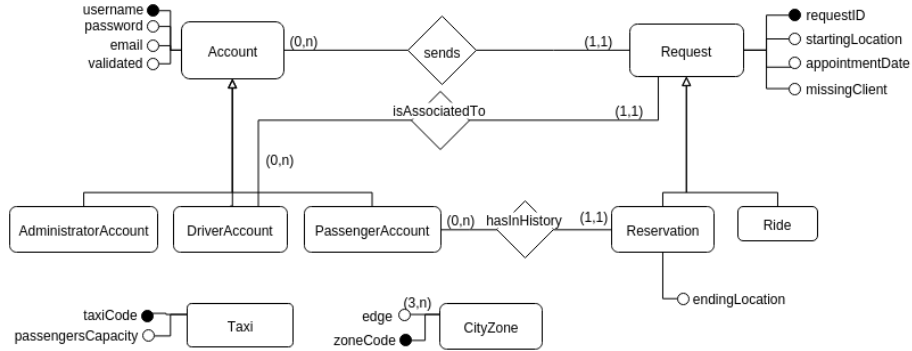 username
password
email
validated
Account
(0,n)
sends
(1,1)
Request
requestID
startingLocation
appointmentDate
missingClient
isAssociatedTo
(1,1)
(0,n)
AdministratorAccount
DriverAccount
PassengerAccount
(0,n)
hasInHistory
(1,1)
Reservation
Ride
endingLocation
taxiCode
passengersCapacity
Taxi
(3,n)
edge
zoneCode
CityZone